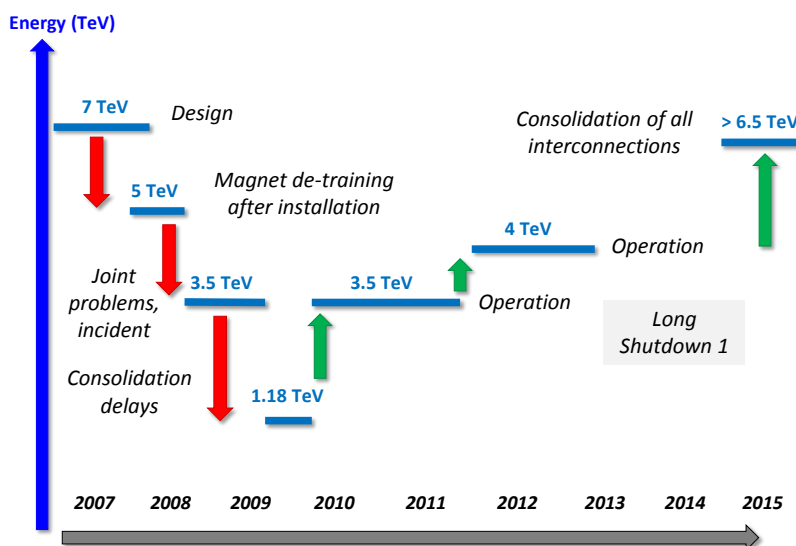 Energy (TeV)
7 TeV
Design
5 TeV
Magnet de-training
after installation
Joint
problems,
incident
3.5 TeV
Consolidation
delays
1.18 TeV
3.5 TeV
Operation
4 TeV
Operation
Long
Shutdown 1
Consolidation of all
interconnections
> 6.5 TeV
2007 2008 2009 2010 2011 2012 2013 2014 2015